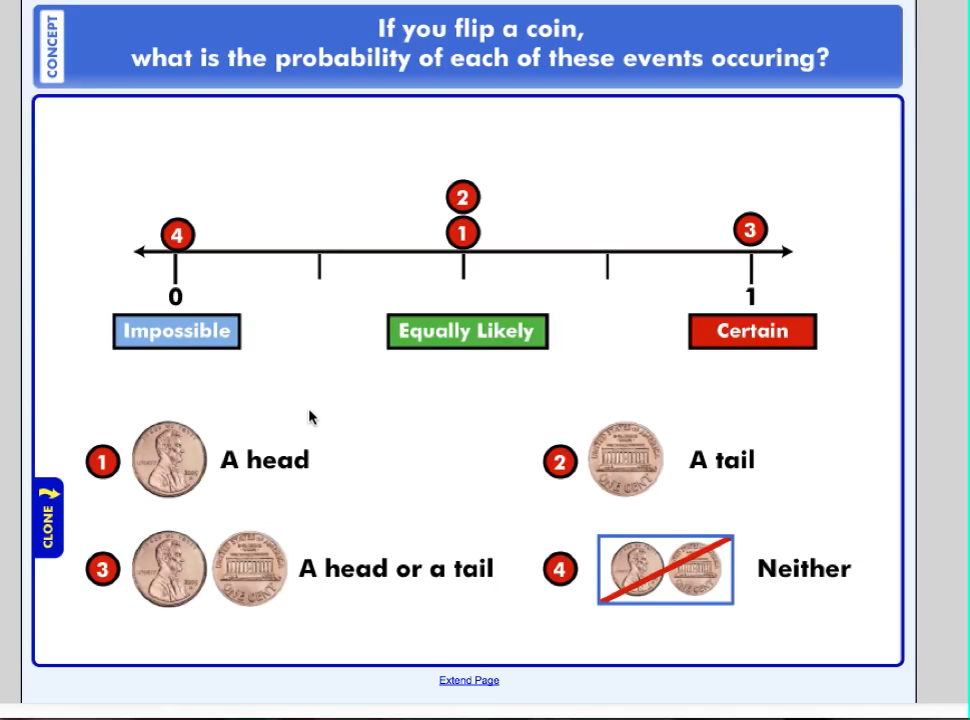 CONCEPT
If you flip a coin,
what is the probability of each of these events occuring?
2
4 1 3
0 1
Impossible Equally Likely Certain
1 A head 2 A tail
CLONE
3 A head or a tail 4 Neither
Extend Page